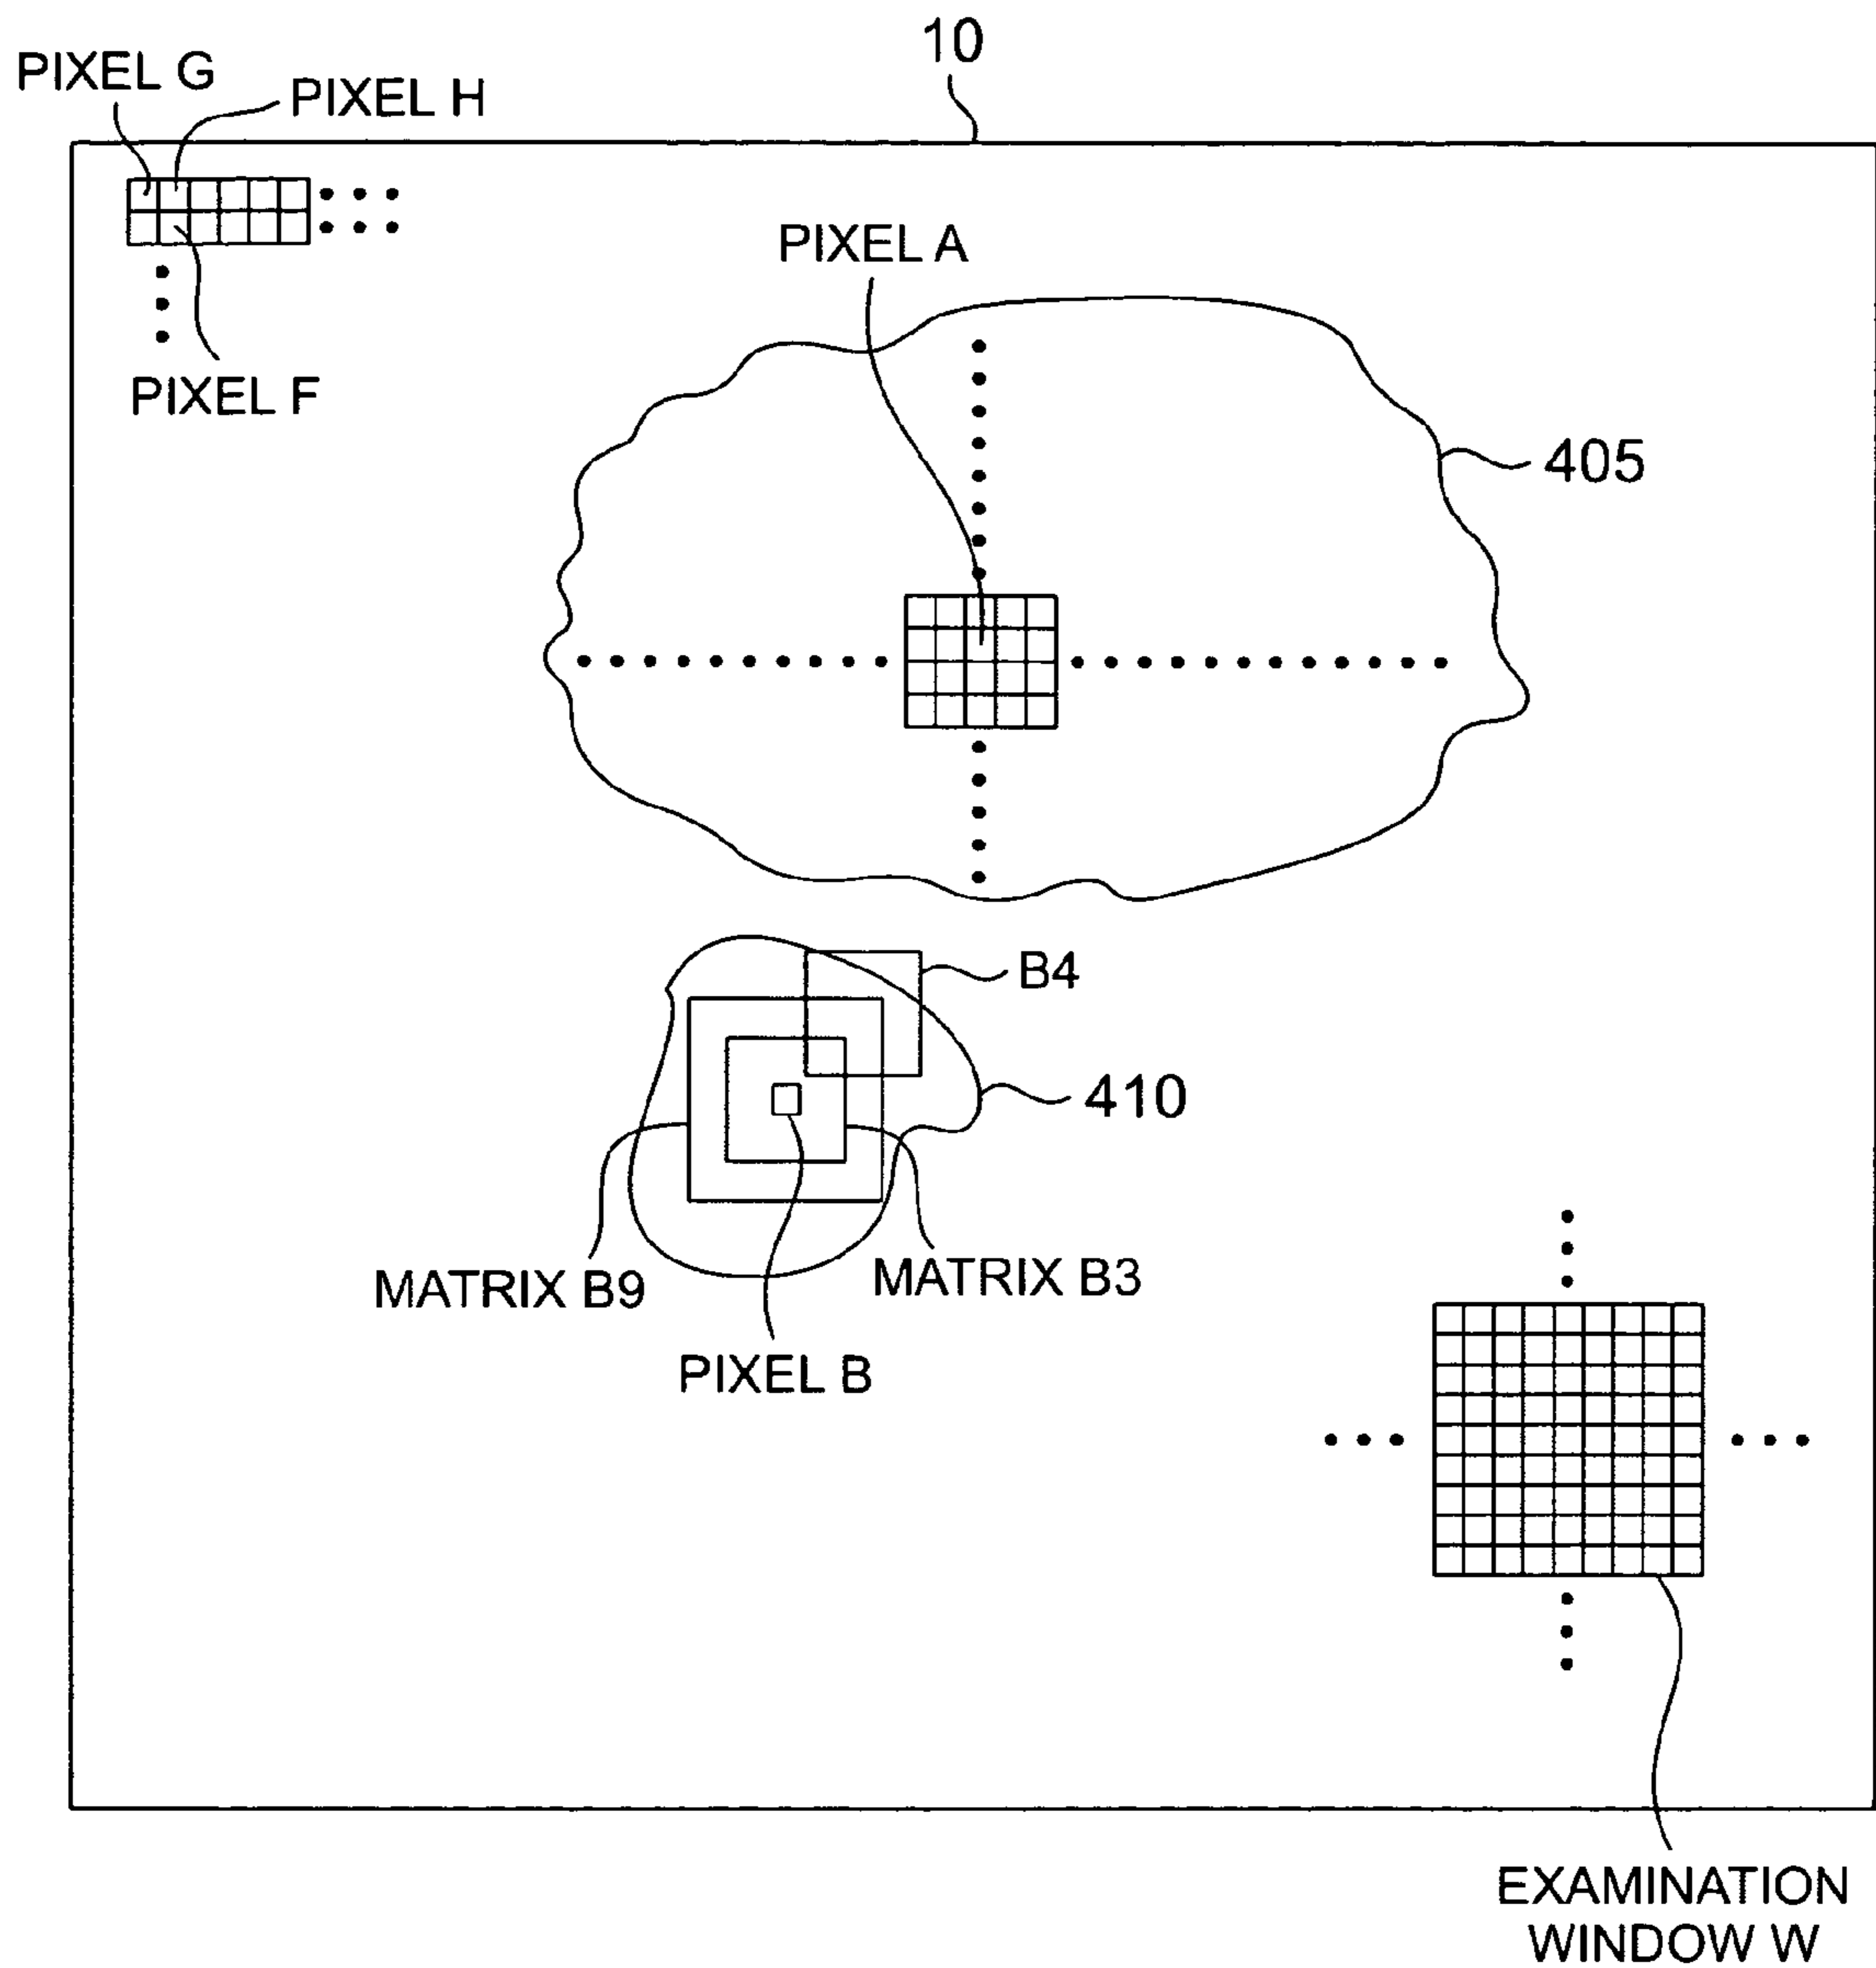 10
PIXEL G
PIXEL H
PIXEL A
PIXEL F
405
B4
410
MATRIX B9
MATRIX B3
PIXEL B
EXAMINATION
WINDOW W